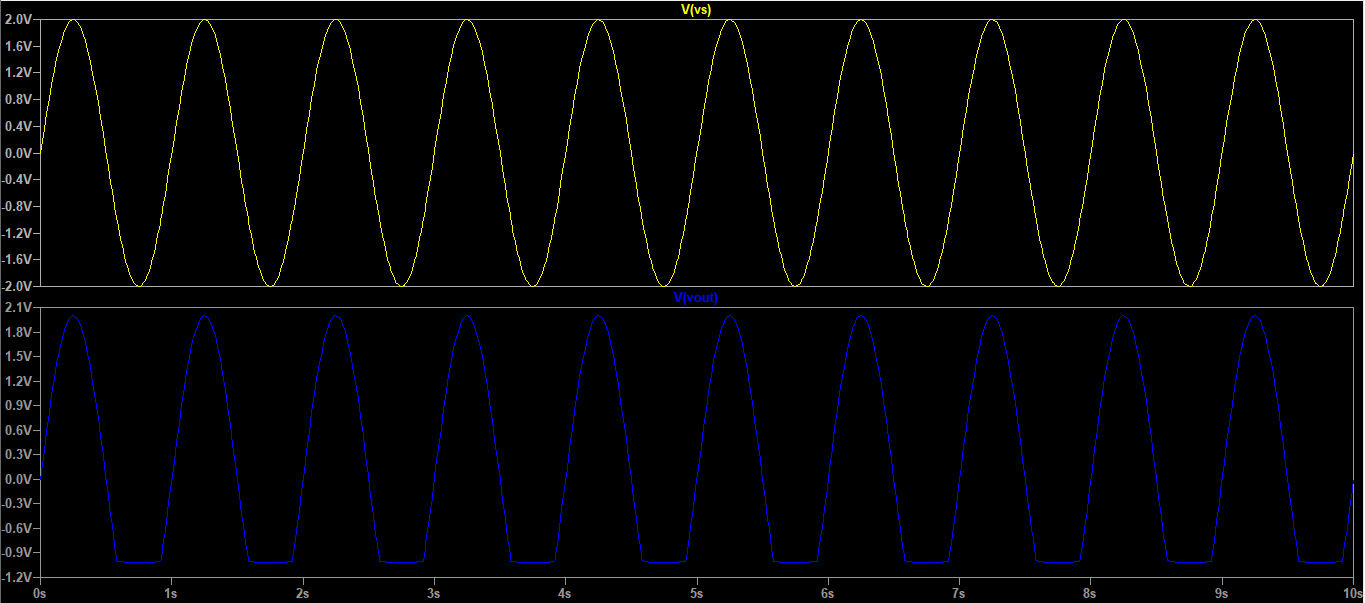 V(vs)
2.0V
1.6V
1.2V
0.8V
0.4V
0.0V
-0.4V
-0.8V
-1.2V
-1.6V
-2.0V
V(vout)
2.1V
1.8V
1.5V
1.2V
0.9V
0.6V
0.3V
0.0V
-0.3V
-0.6V
-0.9V
-1.2V
0s 1s 2s 3s 4s 5s 6s 7s 8s 9s 10s